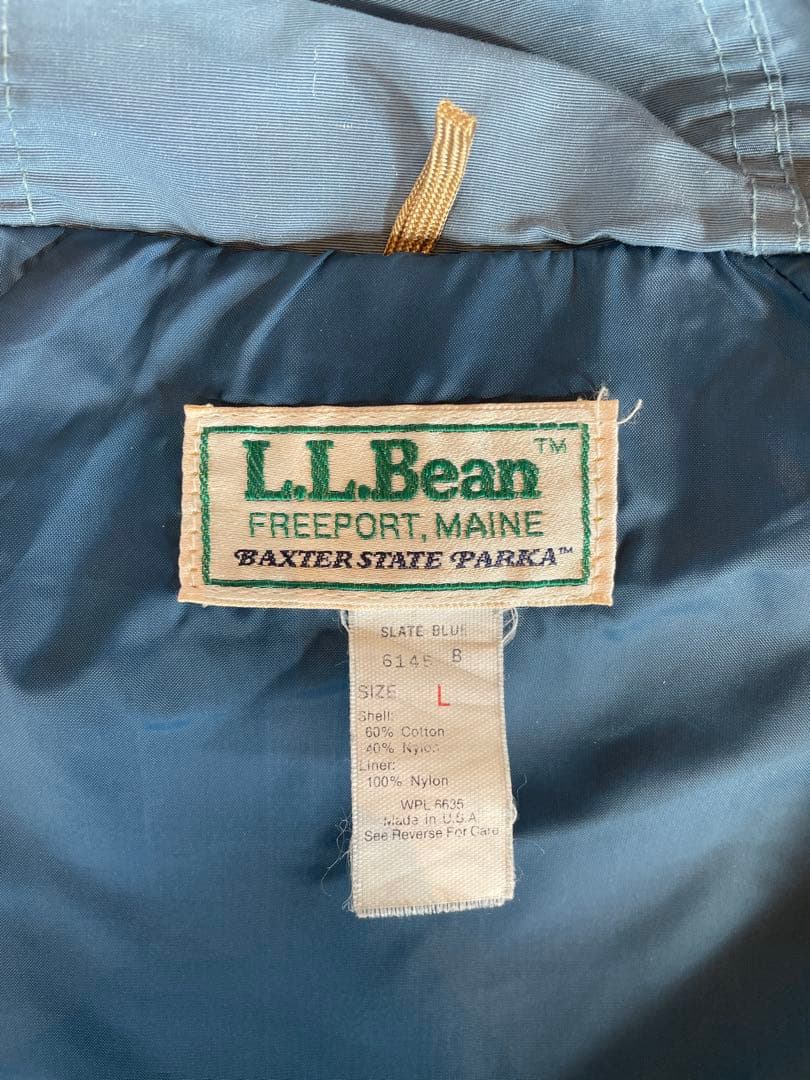 L.L.Bean™
FREEPORT, MAINE
BAXTER STATE PARKA™
SLATE BLUE
6145 B
SIZE L
Shell:
60% Cotton
40% Nylon
Liner:
100% Nylon
WPL 6635
Made in U.S.A.
See Reverse For Care